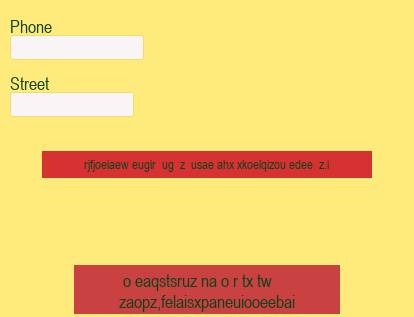 Phone
Street
rjfjoeiaew eugir ug z usae ahx xkoelqizou edee z.i
o eaqstsruz na o r tx tw
zaopz,felaisxpaneuiooeebai